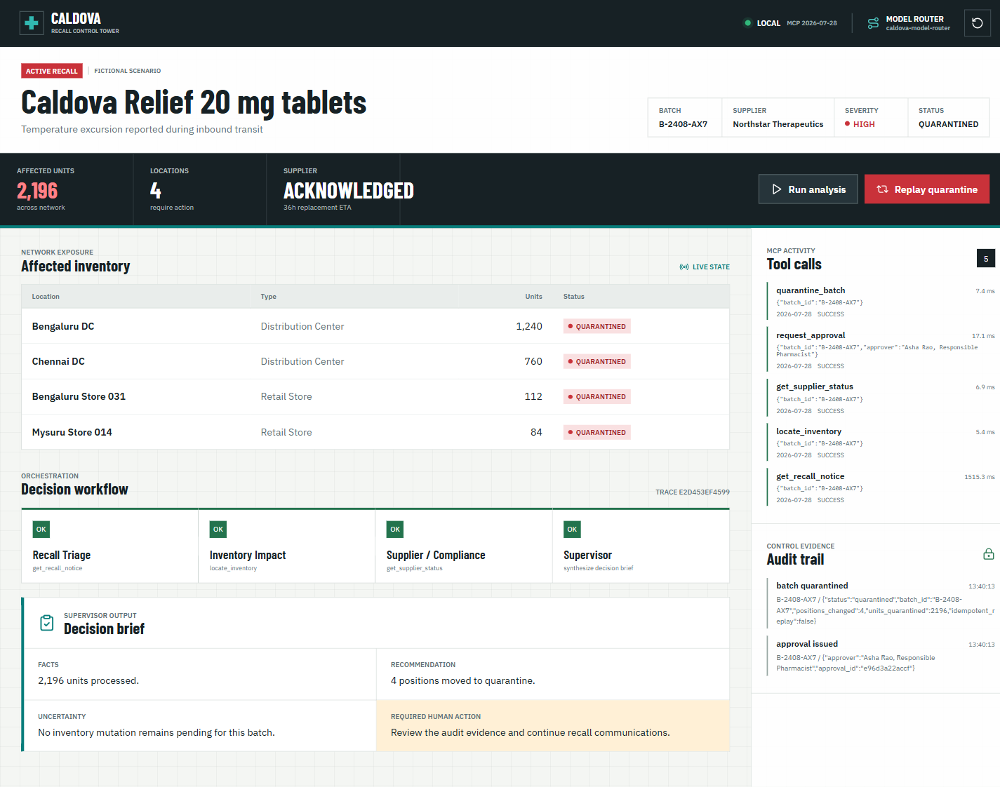 CALDOVA
RECALL CONTROL TOWER
LOCAL MCP 2026-07-28
MODEL ROUTER
caldova-model-router
ACTIVE RECALL FICTIONAL SCENARIO
Caldova Relief 20 mg tablets
Temperature excursion reported during inbound transit
BATCH
B-2408-AX7
SUPPLIER
Northstar Therapeutics
SEVERITY
HIGH
STATUS
QUARANTINED
AFFECTED UNITS
2,196
across network
LOCATIONS
4
require action
SUPPLIER
ACKNOWLEDGED
36h replacement ETA
Run analysis
Replay quarantine
NETWORK EXPOSURE
Affected inventory
LIVE STATE
Location Type Units Status
Bengaluru DC Distribution Center 1,240 QUARANTINED
Chennai DC Distribution Center 760 QUARANTINED
Bengaluru Store 031 Retail Store 112 QUARANTINED
Mysuru Store 014 Retail Store 84 QUARANTINED
ORCHESTRATION
Decision workflow
TRACE E2D453EF4599
OK
Recall Triage
get_recall_notice
OK
Inventory Impact
locate_inventory
OK
Supplier / Compliance
get_supplier_status
OK
Supervisor
synthesize decision brief
SUPERVISOR OUTPUT
Decision brief
FACTS
2,196 units processed.
RECOMMENDATION
4 positions moved to quarantine.
UNCERTAINTY
No inventory mutation remains pending for this batch.
REQUIRED HUMAN ACTION
Review the audit evidence and continue recall communications.
MCP ACTIVITY
Tool calls
5
quarantine_batch 7.4 ms
{"batch_id":"B-2408-AX7"}
2026-07-28 SUCCESS
request_approval 17.1 ms
{"batch_id":"B-2408-AX7","approver":"Asha Rao, Responsible
Pharmacist"}
2026-07-28 SUCCESS
get_supplier_status 6.9 ms
{"batch_id":"B-2408-AX7"}
2026-07-28 SUCCESS
locate_inventory 5.4 ms
{"batch_id":"B-2408-AX7"}
2026-07-28 SUCCESS
get_recall_notice 1515.3 ms
{"batch_id":"B-2408-AX7"}
2026-07-28 SUCCESS
CONTROL EVIDENCE
Audit trail
batch quarantined 13:40:13
B-2408-AX7 / {"status":"quarantined","batch_id":"B-2408-
AX7","positions_changed":4,"units_quarantined":2196,"idempotent_r
eplay":false}
approval issued 13:40:13
B-2408-AX7 / {"approver":"Asha Rao, Responsible
Pharmacist","approval_id":"e96d3a22accf"}